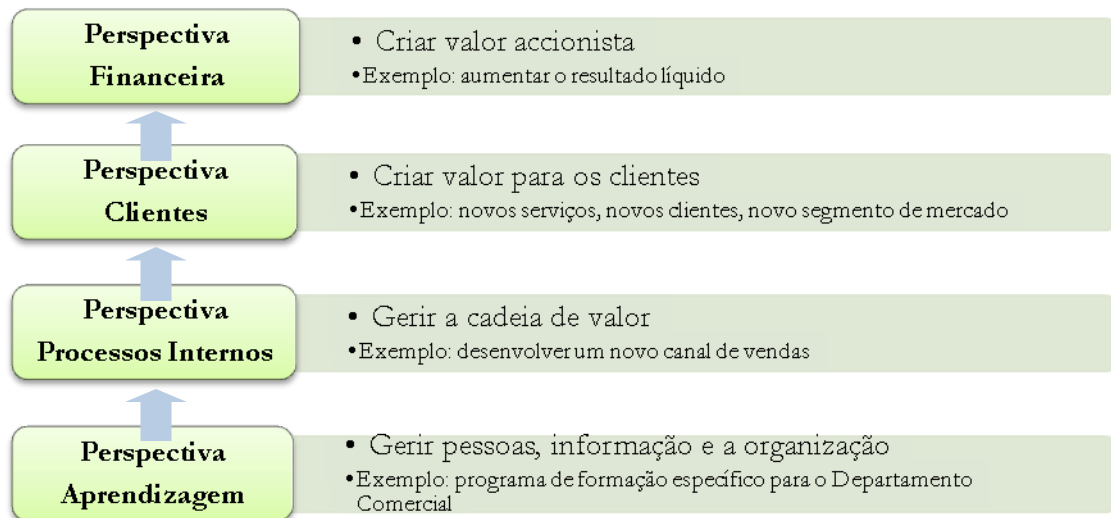 Perspectiva
Financeira
• Criar valor accionista
•Exemplo: aumentar o resultado líquido
Perspectiva
Clientes
• Criar valor para os clientes
•Exemplo: novos serviços, novos clientes, novo segmento de mercado
Perspectiva
Processos Internos
• Gerir a cadeia de valor
•Exemplo: desenvolver um novo canal de vendas
Perspectiva
Aprendizagem
• Gerir pessoas, informação e a organização
•Exemplo: programa de formação específico para o Departamento
Comercial